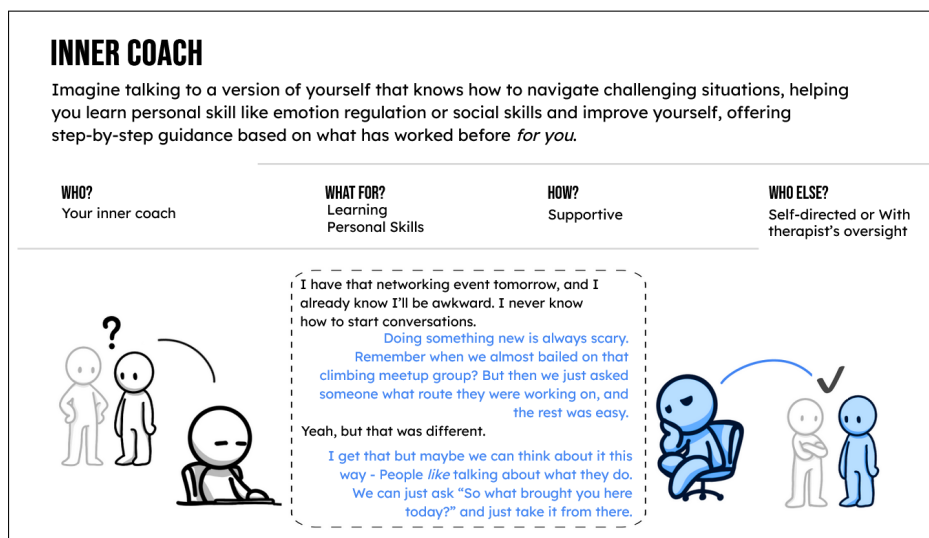 INNER COACH
Imagine talking to a version of yourself that knows how to navigate challenging situations, helping
you learn personal skill like emotion regulation or social skills and improve yourself, offering
step-by-step guidance based on what has worked before for you.
WHO?
Your inner coach
WHAT FOR?
Learning
Personal Skills
HOW?
Supportive
WHO ELSE?
Self-directed or With
therapist's oversight
?
I have that networking event tomorrow, and I
already know I'll be awkward. I never know
how to start conversations.
Doing something new is always scary.
Remember when we almost bailed on that
climbing meetup group? But then we just asked
someone what route they were working on, and
the rest was easy.
Yeah, but that was different.
I get that but maybe we can think about it this
way - People like talking about what they do.
We can just ask “So what brought you here
today?” and just take it from there.